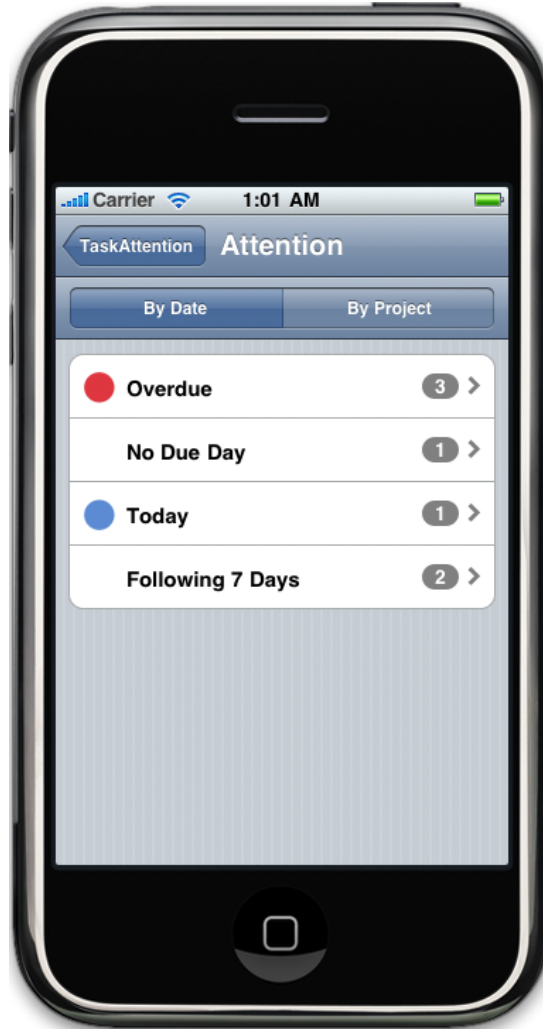 Carrier 1:01 AM
TaskAttention Attention
By Date By Project
Overdue 3
No Due Day 1
Today 1
Following 7 Days 2